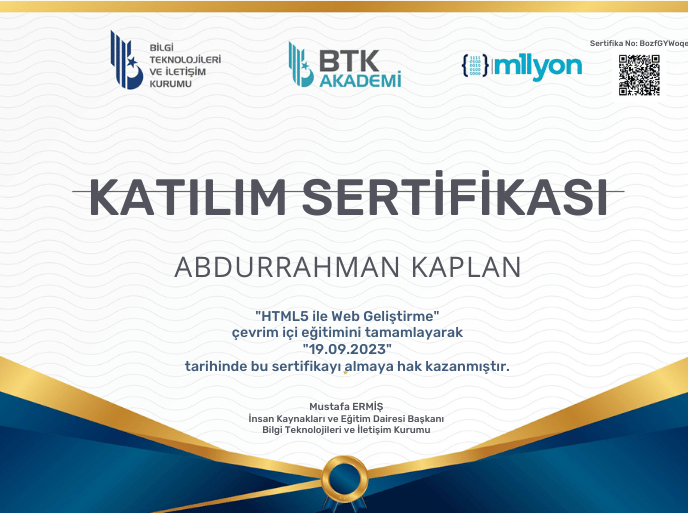 BİLGİ
TEKNOLOJİLERİ
VE İLETİŞİM
KURUMU
BTK
AKADEMİ
1milyon
Sertifika No: BozfGYWoqe
KATILIM SERTİFİKASI
ABDURRAHMAN KAPLAN
"HTML5 ile Web Geliştirme"
çevrim içi eğitimini tamamlayarak
"19.09.2023"
tarihinde bu sertifikayı almaya hak kazanmıştır.
Mustafa ERMİŞ
İnsan Kaynakları ve Eğitim Dairesi Başkanı
Bilgi Teknolojileri ve İletişim Kurumu